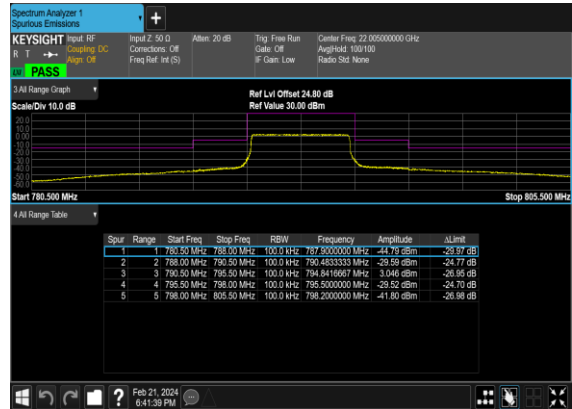 Spectrum Analyzer 1
Spurious Emissions
+
KEYSIGHT Input: RF Input Z: 50 Ω Atten: 20 dB Trig: Free Run Center Freq: 22.005000000 GHz
R T Coupling: DC Corrections: Off Gate: Off Avg|Hold: 100/100
Align: Off Freq Ref: Int (S) IF Gain: Low Radio Std: None
PASS
3 All Range Graph
Ref Lvl Offset 24.80 dB
Scale/Div 10.0 dB Ref Value 30.00 dBm
20.0
10.0
0.00
-10.0
-20.0
-30.0
-40.0
-50.0
-60.0
Start 780.500 MHz Stop 805.500 MHz
4 All Range Table
Spur Range Start Freq Stop Freq RBW Frequency Amplitude ΔLimit
1 1 780.50 MHz 788.00 MHz 100.0 kHz 787.9000000 MHz -44.79 dBm -29.97 dB
2 2 788.00 MHz 790.50 MHz 100.0 kHz 790.4833333 MHz -29.59 dBm -24.77 dB
3 3 790.50 MHz 795.50 MHz 100.0 kHz 794.8416667 MHz 3.046 dBm -26.95 dB
4 4 795.50 MHz 798.00 MHz 100.0 kHz 795.5000000 MHz -29.52 dBm -24.70 dB
5 5 798.00 MHz 805.50 MHz 100.0 kHz 798.2000000 MHz -41.80 dBm -26.98 dB
? Feb 21, 2024
6:41:39 PM